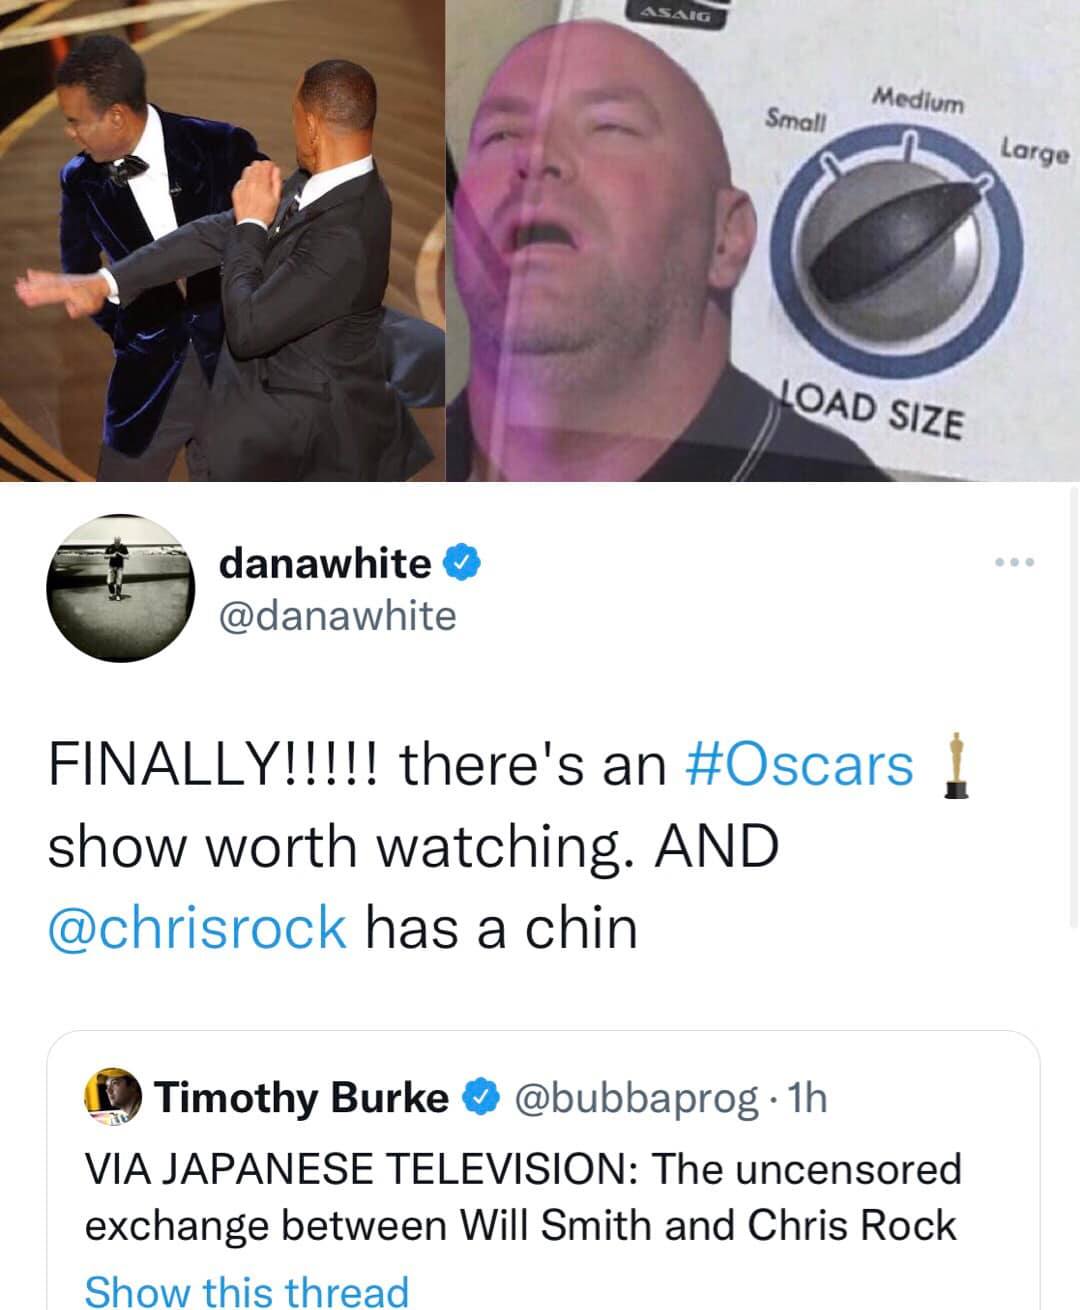 ASAIG
Small
Medium
Large
LOAD SIZE
danawhite
@danawhite
FINALLY!!!!! there's an #Oscars
show worth watching. AND
@chrisrock has a chin
Timothy Burke @bubbaprog · 1h
VIA JAPANESE TELEVISION: The uncensored
exchange between Will Smith and Chris Rock
Show this thread